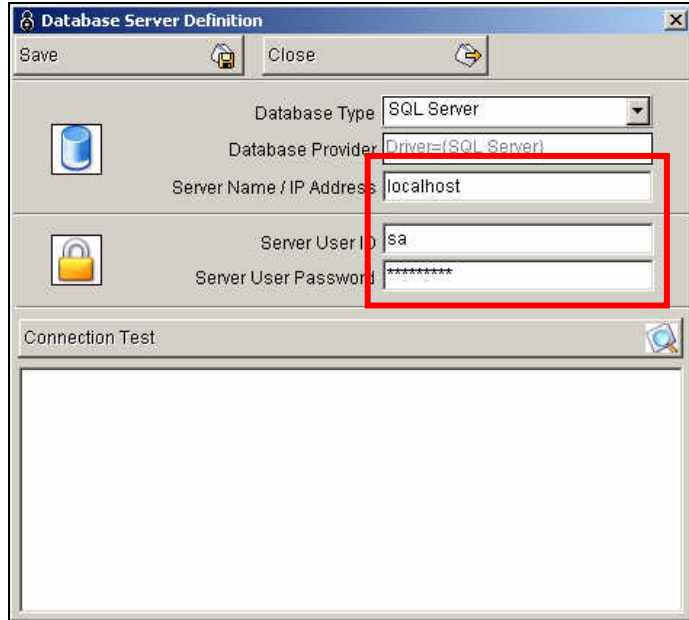 Database Server Definition
Save Close
Database Type SQL Server
Database Provider Driver={SQL Server}
Server Name / IP Address localhost
Server User ID sa
Server User Password *********
Connection Test